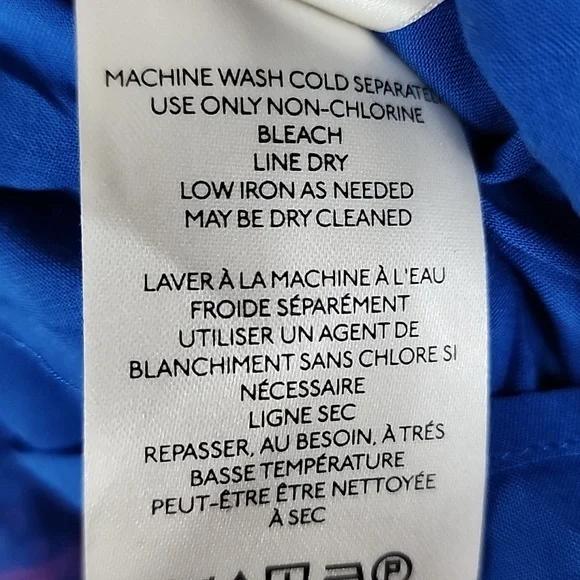 MACHINE WASH COLD SEPARATELY
USE ONLY NON-CHLORINE
BLEACH
LINE DRY
LOW IRON AS NEEDED
MAY BE DRY CLEANED
LAVER À LA MACHINE À L'EAU
FROIDE SÉPARÉMENT
UTILISER UN AGENT DE
BLANCHIMENT SANS CHLORE SI
NÉCESSAIRE
LIGNE SEC
REPASSER, AU BESOIN, À TRÉS
BASSE TEMPÉRATURE
PEUT-ÊTRE ÊTRE NETTOYÉE
À SEC
P